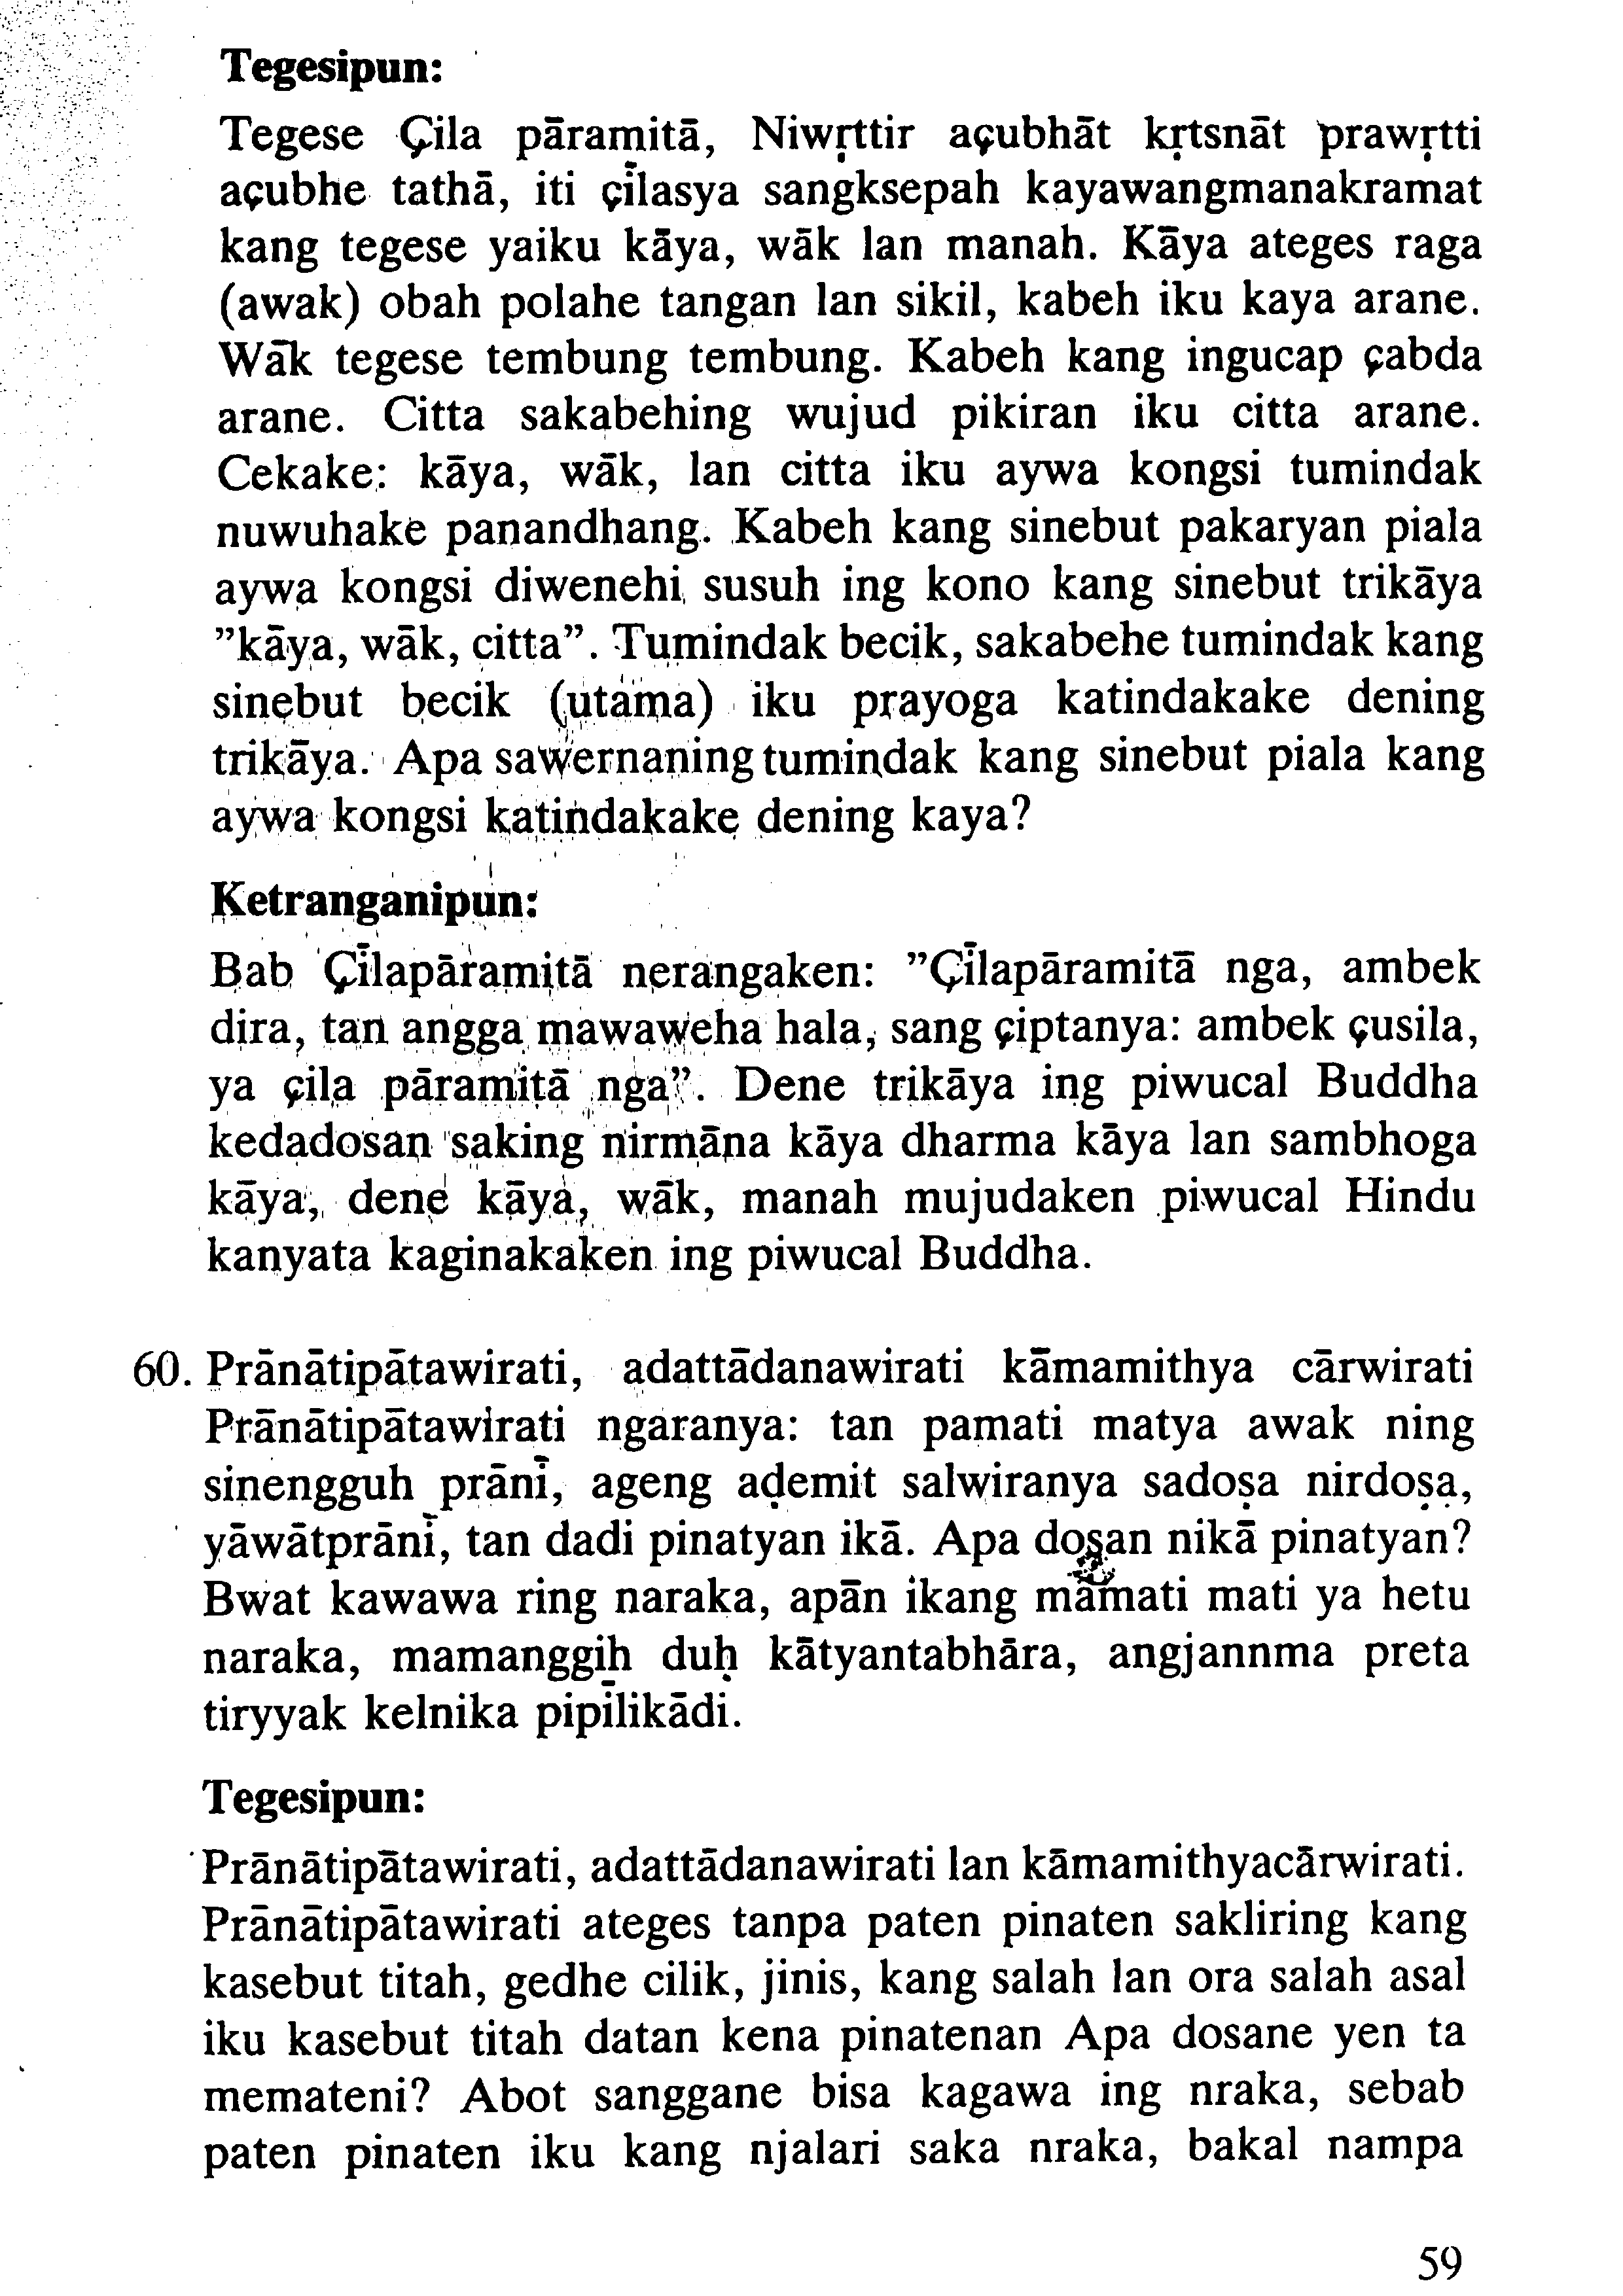 Tegesipun:
Tegese Çila pāramitā, Niwṛttir açubhāt kṛtsnāt prawṛtti
açubhe tathā, iti çīlasya sangksepah kayawangmanakramat
kang tegese yaiku kāya, wāk lan manah. Kāya ateges raga
(awak) obah polahe tangan lan sikil, kabeh iku kaya arane.
Wāk tegese tembung tembung. Kabeh kang ingucap çabda
arane. Citta sakabehing wujud pikiran iku citta arane.
Cekake: kāya, wāk, lan citta iku aywa kongsi tumindak
nuwuhake panandhang. Kabeh kang sinebut pakaryan piala
aywa kongsi diwenehi susuh ing kono kang sinebut trikāya
”kāya, wāk, citta”. Tumindak becik, sakabehe tumindak kang
sinebut becik (utama) iku prayoga katindakake dening
trikāya. Apa sawernaning tumindak kang sinebut piala kang
aywa kongsi katindakake dening kaya?
Ketranganipun:
Bab Çīlapāramitā nerangaken: ”Çīlapāramitā nga, ambek
dira, tan angga mawaweha hala, sang çiptanya: ambek çusila,
ya çila pāramitā nga”. Dene trikāya ing piwucal Buddha
kedadosan saking nirmāna kāya dharma kāya lan sambhoga
kāya, dene kāya, wāk, manah mujudaken piwucal Hindu
kanyata kaginakaken ing piwucal Buddha.
60. Prānātipātawirati, adattādanawirati kāmamithya cārwirati
Prānātipātawirati ngaranya: tan pamati matya awak ning
sinengguh prānī, ageng aḍemit salwiranya sadoṣa nirdoṣa,
yāwātprānī, tan dadi pinatyan ikā. Apa doṣan nikā pinatyan?
Bwat kawawa ring naraka, apān ikang māmati mati ya hetu
naraka, mamanggih duḥ kātyantabhāra, angjannma preta
tiryyak kelnika pipīlikādi.
Tegesipun:
Prānātipātawirati, adattādanawirati lan kāmamithyacārwirati.
Prānātipātawirati ateges tanpa paten pinaten sakliring kang
kasebut titah, gedhe cilik, jinis, kang salah lan ora salah asal
iku kasebut titah datan kena pinatenan Apa dosane yen ta
memateni? Abot sanggane bisa kagawa ing nraka, sebab
paten pinaten iku kang njalari saka nraka, bakal nampa
59